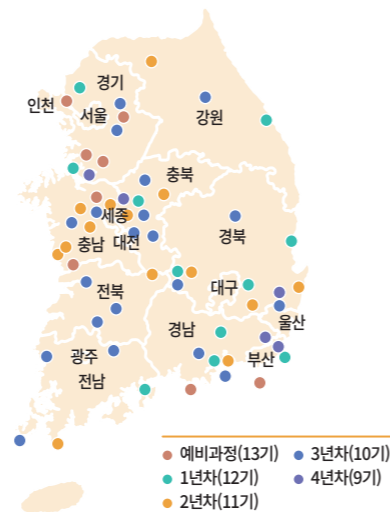 경기
인천
서울
강원
충북
세종
충남
대전
경북
전북
대구
울산
경남
부산
광주
전남
예비과정(13기)
3년차(10기)
1년차(12기)
4년차(9기)
2년차(11기)